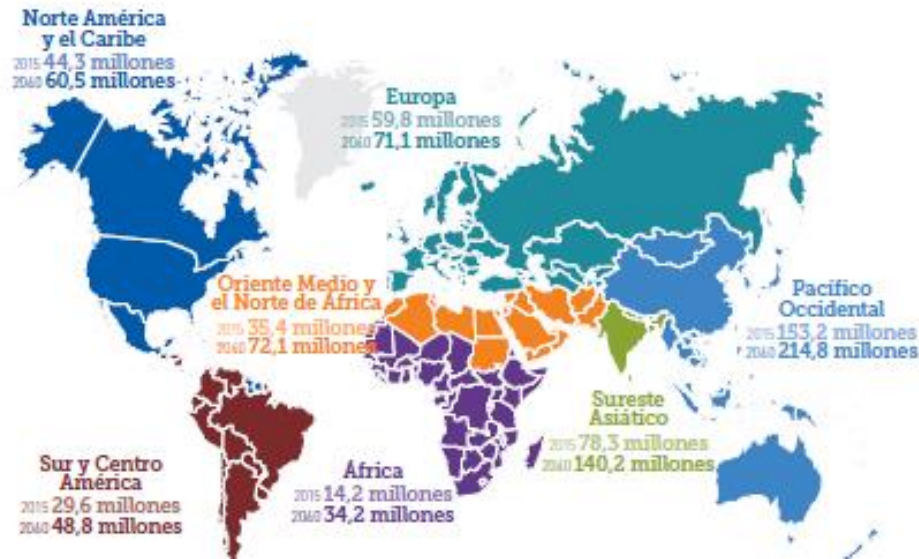 Norte América
y el Caribe
2015 44,3 millones
2040 60,5 millones
Europa
2015 59,8 millones
2040 71,1 millones
Oriente Medio y
el Norte de África
2015 35,4 millones
2040 72,1 millones
Pacífico
Occidental
2015 153,2 millones
2040 214,8 millones
Sureste
Asiático
2015 78,3 millones
2040 140,2 millones
Sur y Centro
América
2015 29,6 millones
2040 48,8 millones
África
2015 14,2 millones
2040 34,2 millones